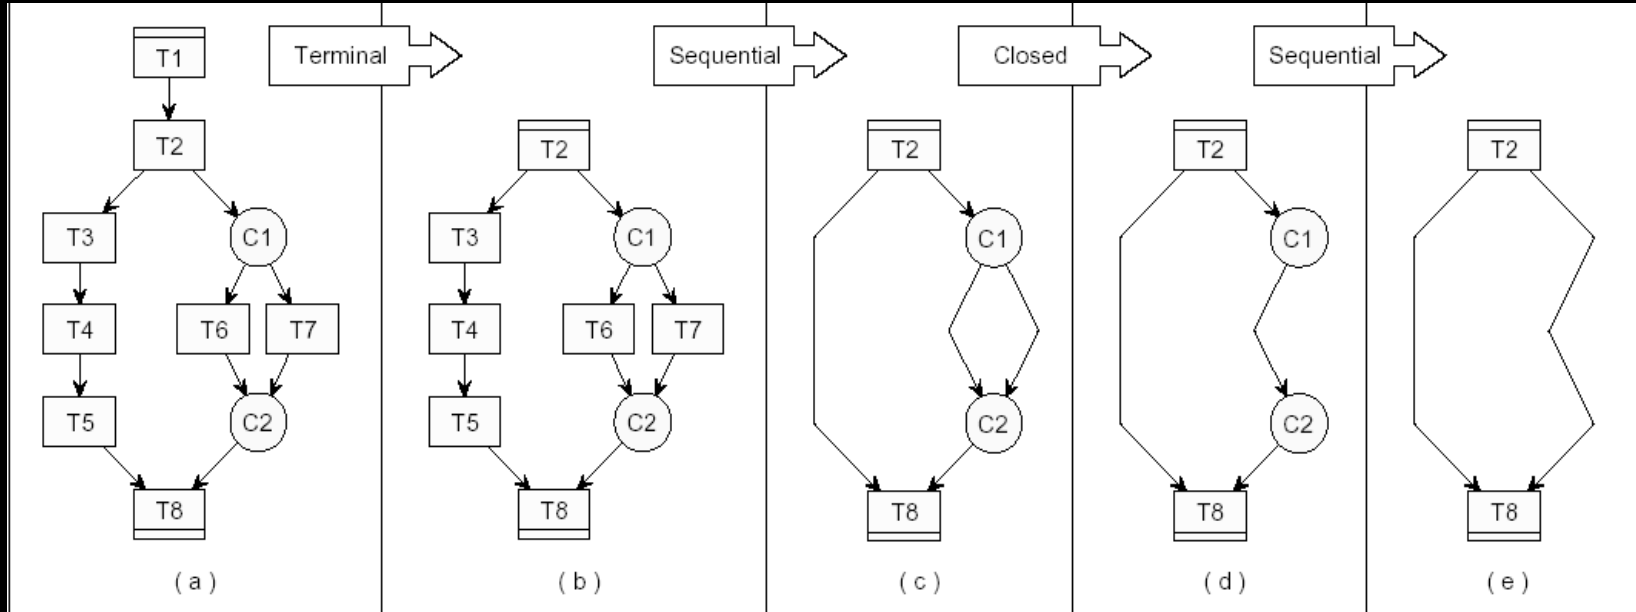 Terminal
Sequential
Closed
Sequential
T1
T2
T3
C1
T4
T6
T7
T5
C2
T8
( a )
T2
T3
C1
T4
T6
T7
T5
C2
T8
( b )
T2
C1
C2
T8
( c )
T2
C1
C2
T8
( d )
T2
T8
( e )